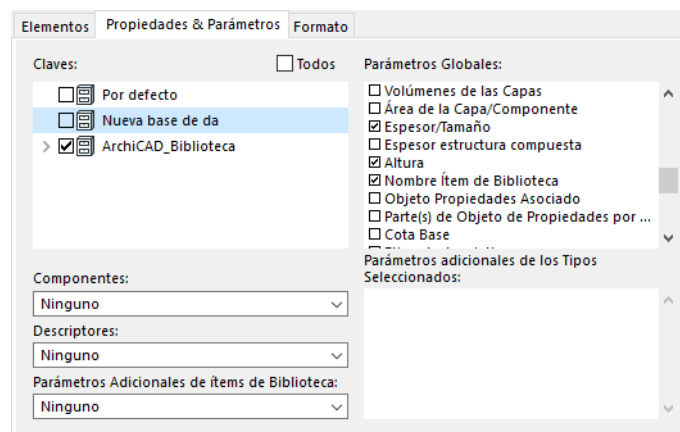 Elementos
Propiedades & Parámetros
Formato
Claves:
Todos
Por defecto
Nueva base de da
ArchiCAD_Biblioteca
Parámetros Globales:
Volúmenes de las Capas
Área de la Capa/Componente
Espesor/Tamaño
Espesor estructura compuesta
Altura
Nombre Ítem de Biblioteca
Objeto Propiedades Asociado
Parte(s) de Objeto de Propiedades por ...
Cota Base
Componentes:
Ninguno
Descriptores:
Ninguno
Parámetros Adicionales de ítems de Biblioteca:
Ninguno
Parámetros adicionales de los Tipos
Seleccionados: